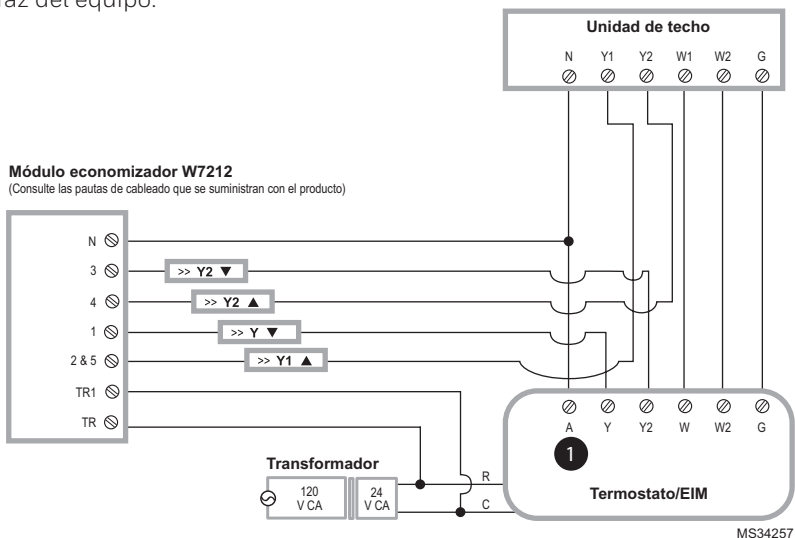 az del equipo.
Unidad de techo
N Y1 Y2 W1 W2 G
Módulo economizador W7212
(Consulte las pautas de cableado que se suministran con el producto)
N
3 >> Y2 ▼
4 >> Y2 ▲
1 >> Y ▼
2 & 5 >> Y1 ▲
TR1
TR
A Y Y2 W W2 G
1
Transformador
120 V CA
24 V CA
R
C
Termostato/EIM
MS34257